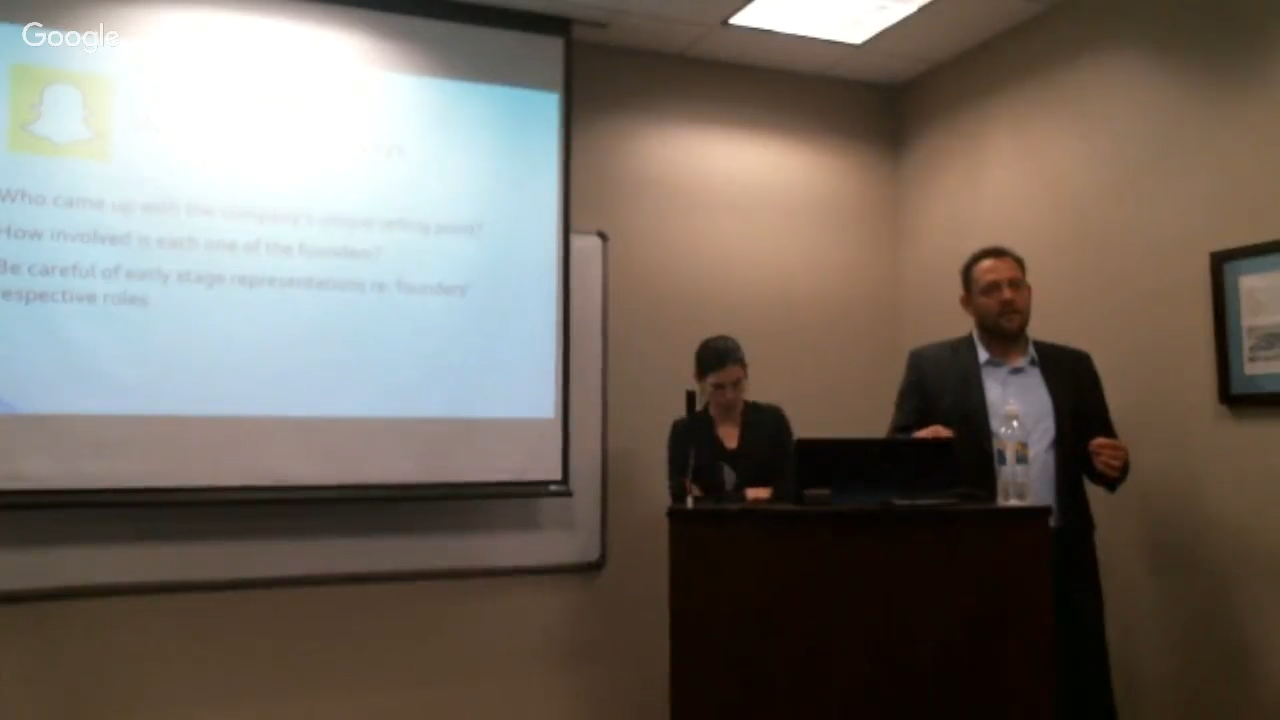 Google
Who came up with the company's unique selling point?
How involved is each one of the founders?
Be careful of early stage representations re: founders'
respective roles